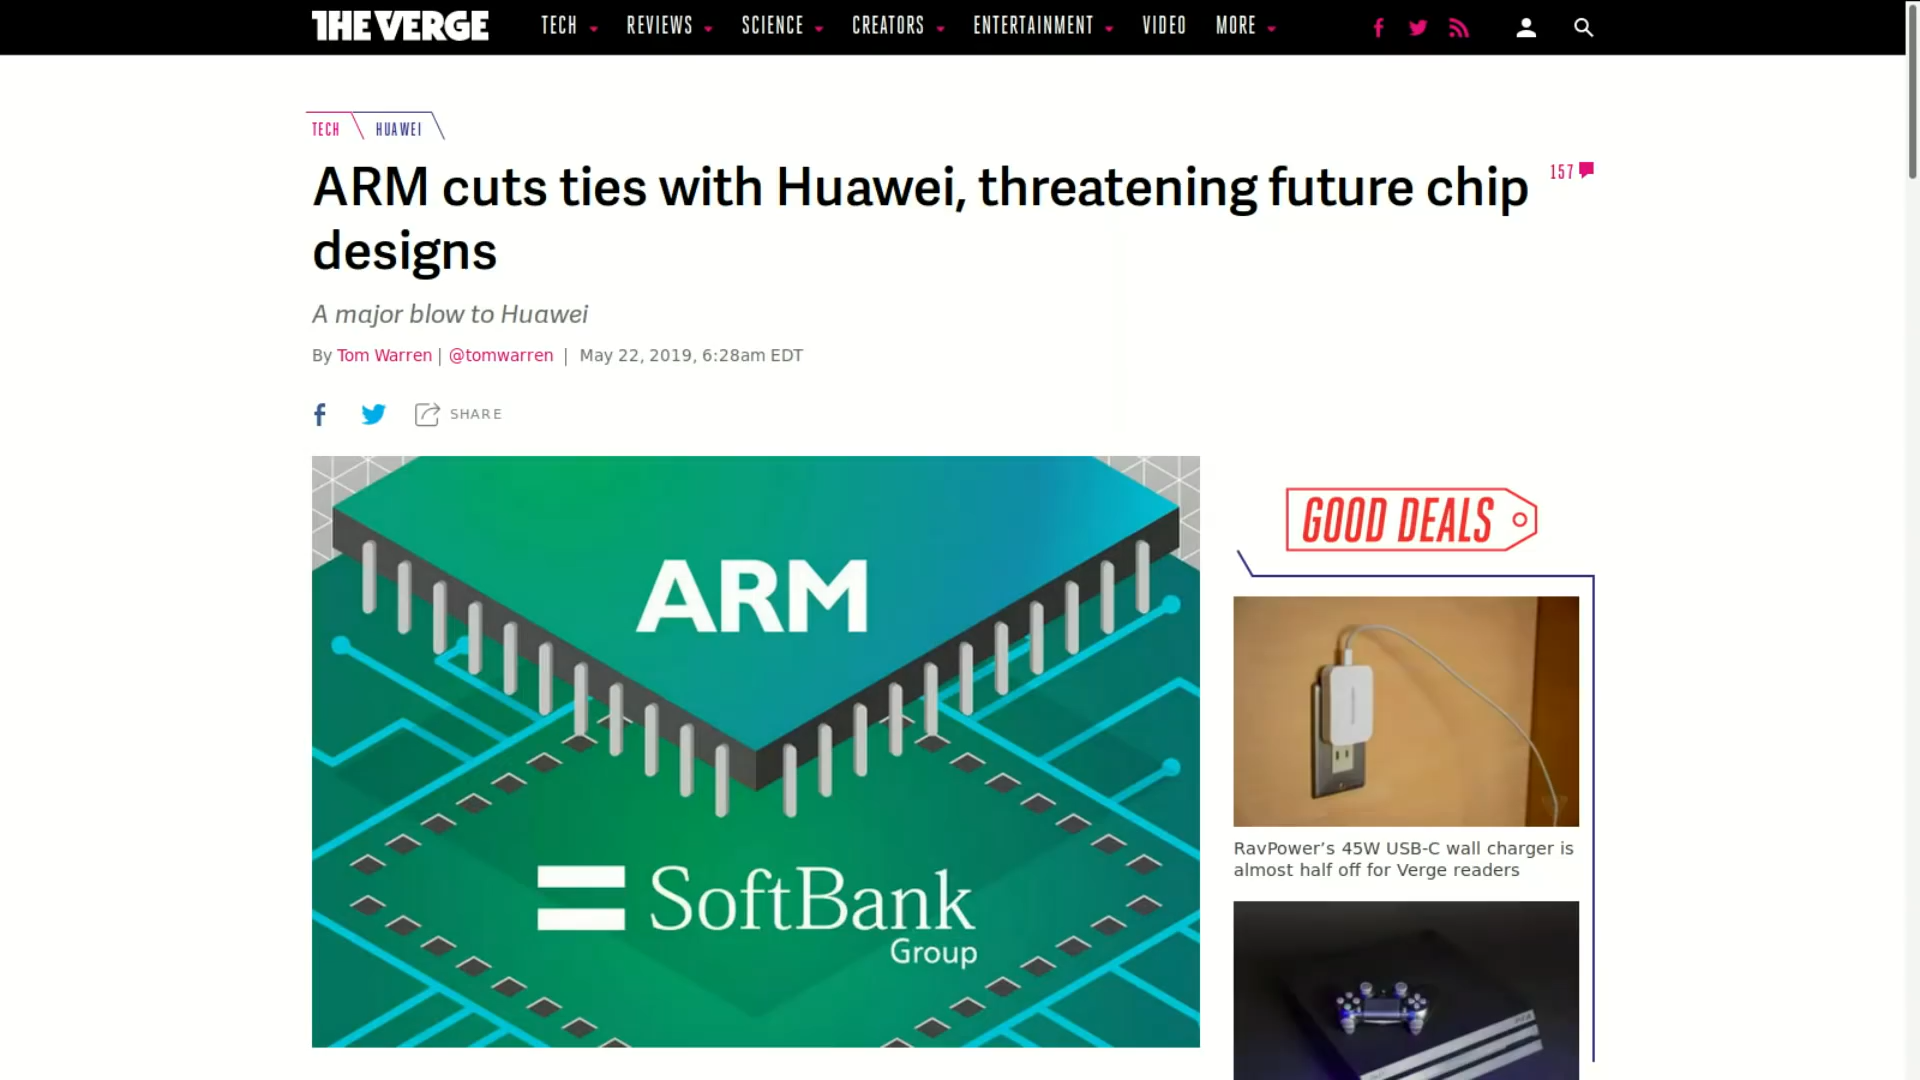 THE VERGE
TECH REVIEWS SCIENCE CREATORS ENTERTAINMENT VIDEO MORE
TECH HUAWEI
ARM cuts ties with Huawei, threatening future chip
designs
157
A major blow to Huawei
By Tom Warren | @tomwarren | May 22, 2019, 6:28am EDT
SHARE
ARM
SoftBank
Group
GOOD DEALS
RavPower’s 45W USB-C wall charger is
almost half off for Verge readers